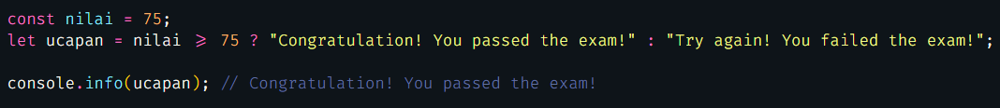 const nilai = 75;
let ucapan = nilai >= 75 ? "Congratulation! You passed the exam!" : "Try again! You failed the exam!";
console.info(ucapan); // Congratulation! You passed the exam!